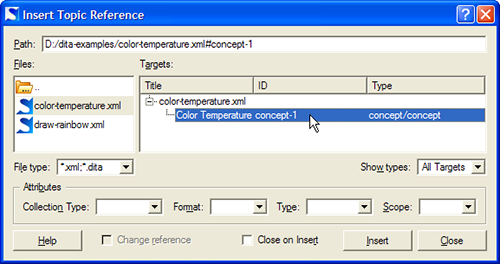 Insert Topic Reference
Path: D:/dita-examples/color-temperature.xml#concept-1
Files: Targets:
.. Title ID Type
color-temperature.xml
color-temperature.xml Color Temperature concept-1 concept/concept
draw-rainbow.xml
File type: *.xml;*.dita Show types: All Targets
Attributes
Collection Type: Format: Type: Scope:
Help Change reference Close on Insert Insert Close